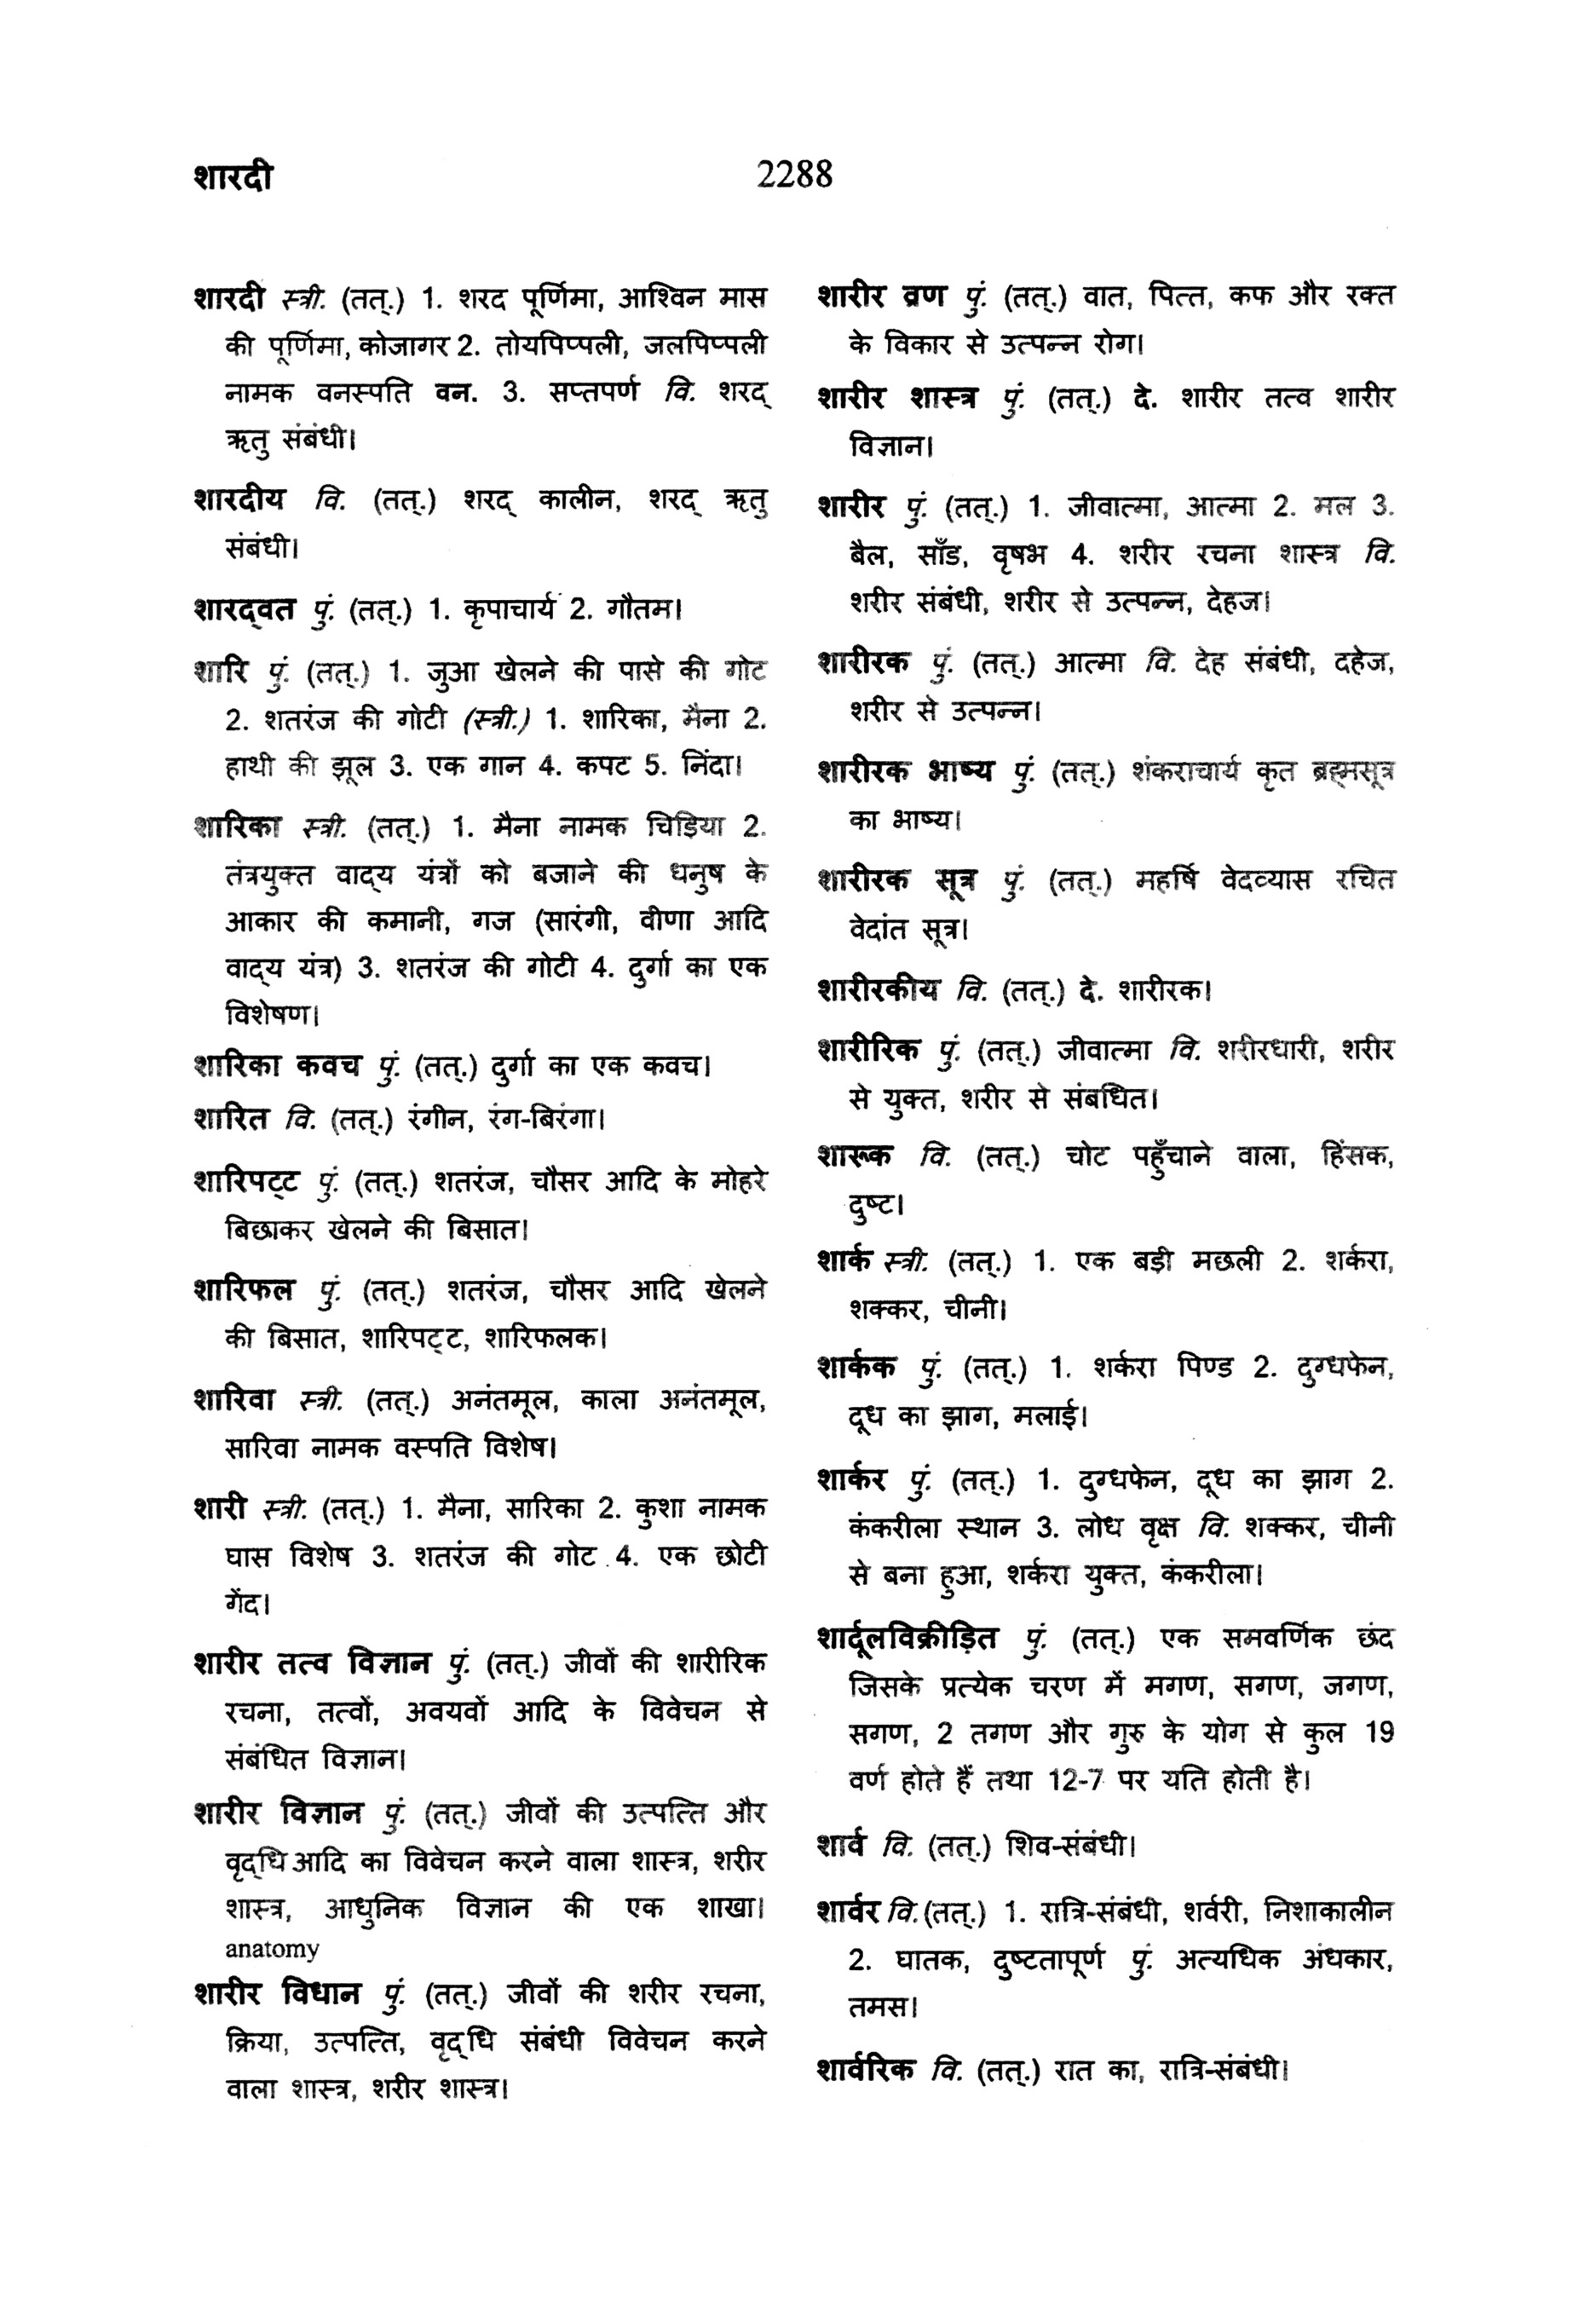 शारदी
2288
शारदी स्त्री. (तत्.) 1. शरद पूर्णिमा, आश्विन मास
की पूर्णिमा, कोजागर 2. तोयपिप्पली, जलपिप्पली
नामक वनस्पति वन. 3. सप्तपर्ण वि. शरद्
ऋतु संबंधी।
शारदीय वि. (तत्.) शरद् कालीन, शरद् ऋतु
संबंधी।
शारद्वत पुं. (तत्.) 1. कृपाचार्य 2. गौतम।
शारि पुं. (तत्.) 1. जुआ खेलने की पासे की गोट
2. शतरंज की गोटी (स्त्री.) 1. शारिका, मैना 2.
हाथी की झूल 3. एक गान 4. कपट 5. निंदा।
शारिका स्त्री. (तत्.) 1. मैना नामक चिड़िया 2.
तंत्रयुक्त वाद्य यंत्रों को बजाने की धनुष के
आकार की कमानी, गज (सारंगी, वीणा आदि
वाद्य यंत्र) 3. शतरंज की गोटी 4. दुर्गा का एक
विशेषण।
शारिका कवच पुं. (तत्.) दुर्गा का एक कवच।
शारित वि. (तत्.) रंगीन, रंग-बिरंगा।
शारिपट्ट पुं. (तत्.) शतरंज, चौसर आदि के मोहरे
बिछाकर खेलने की बिसात।
शारिफल पुं. (तत्.) शतरंज, चौसर आदि खेलने
की बिसात, शारिपट्ट, शारिफलक।
शारिवा स्त्री. (तत्.) अनंतमूल, काला अनंतमूल,
सारिवा नामक वस्पति विशेष।
शारी स्त्री. (तत्.) 1. मैना, सारिका 2. कुशा नामक
घास विशेष 3. शतरंज की गोट 4. एक छोटी
गेंद।
शारीर तत्व विज्ञान पुं. (तत्.) जीवों की शारीरिक
रचना, तत्वों, अवयवों आदि के विवेचन से
संबंधित विज्ञान।
शारीर विज्ञान पुं. (तत्.) जीवों की उत्पत्ति और
वृद्धि आदि का विवेचन करने वाला शास्त्र, शरीर
शास्त्र, आधुनिक विज्ञान की एक शाखा।
anatomy
शारीर विधान पुं. (तत्.) जीवों की शरीर रचना,
क्रिया, उत्पत्ति, वृद्धि संबंधी विवेचन करने
वाला शास्त्र, शरीर शास्त्र।
शारीर व्रण पुं. (तत्.) वात, पित्त, कफ और रक्त
के विकार से उत्पन्न रोग।
शारीर शास्त्र पुं. (तत्.) दे. शारीर तत्व शारीर
विज्ञान।
शारीर पुं. (तत्.) 1. जीवात्मा, आत्मा 2. मल 3.
बैल, साँड, वृषभ 4. शरीर रचना शास्त्र वि.
शरीर संबंधी, शरीर से उत्पन्न, देहज।
शारीरक पुं. (तत्.) आत्मा वि. देह संबंधी, दहेज,
शरीर से उत्पन्न।
शारीरक भाष्य पुं. (तत्.) शंकराचार्य कृत ब्रह्मसूत्र
का भाष्य।
शारीरक सूत्र पुं. (तत्.) महर्षि वेदव्यास रचित
वेदांत सूत्र।
शारीरकीय वि. (तत्.) दे. शारीरक।
शारीरिक पुं. (तत्.) जीवात्मा वि. शरीरधारी, शरीर
से युक्त, शरीर से संबधित।
शारूक वि. (तत्.) चोट पहुँचाने वाला, हिंसक,
दुष्ट।
शार्क स्त्री. (तत्.) 1. एक बड़ी मछली 2. शर्करा,
शक्कर, चीनी।
शार्कक पुं. (तत्.) 1. शर्करा पिण्ड 2. दुग्धफेन,
दूध का झाग, मलाई।
शार्कर पुं. (तत्.) 1. दुग्धफेन, दूध का झाग 2.
कंकरीला स्थान 3. लोध वृक्ष वि. शक्कर, चीनी
से बना हुआ, शर्करा युक्त, कंकरीला।
शार्दूलविक्रीड़ित पुं. (तत्.) एक समवर्णिक छंद
जिसके प्रत्येक चरण में मगण, सगण, जगण,
सगण, 2 तगण और गुरु के योग से कुल 19
वर्ण होते हैं तथा 12-7 पर यति होती है।
शार्व वि. (तत्.) शिव-संबंधी।
शार्वर वि. (तत्.) 1. रात्रि-संबंधी, शर्वरी, निशाकालीन
2. घातक, दुष्टतापूर्ण पुं. अत्यधिक अंधकार,
तमस।
शार्वरिक वि. (तत्.) रात का, रात्रि-संबंधी।